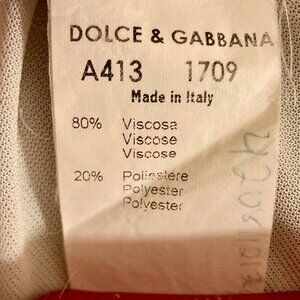 DOLCE & GABBANA
A413 1709
Made in Italy
80% Viscosa
Viscose
Viscose
20% Poliestere
Polyester
Polyester